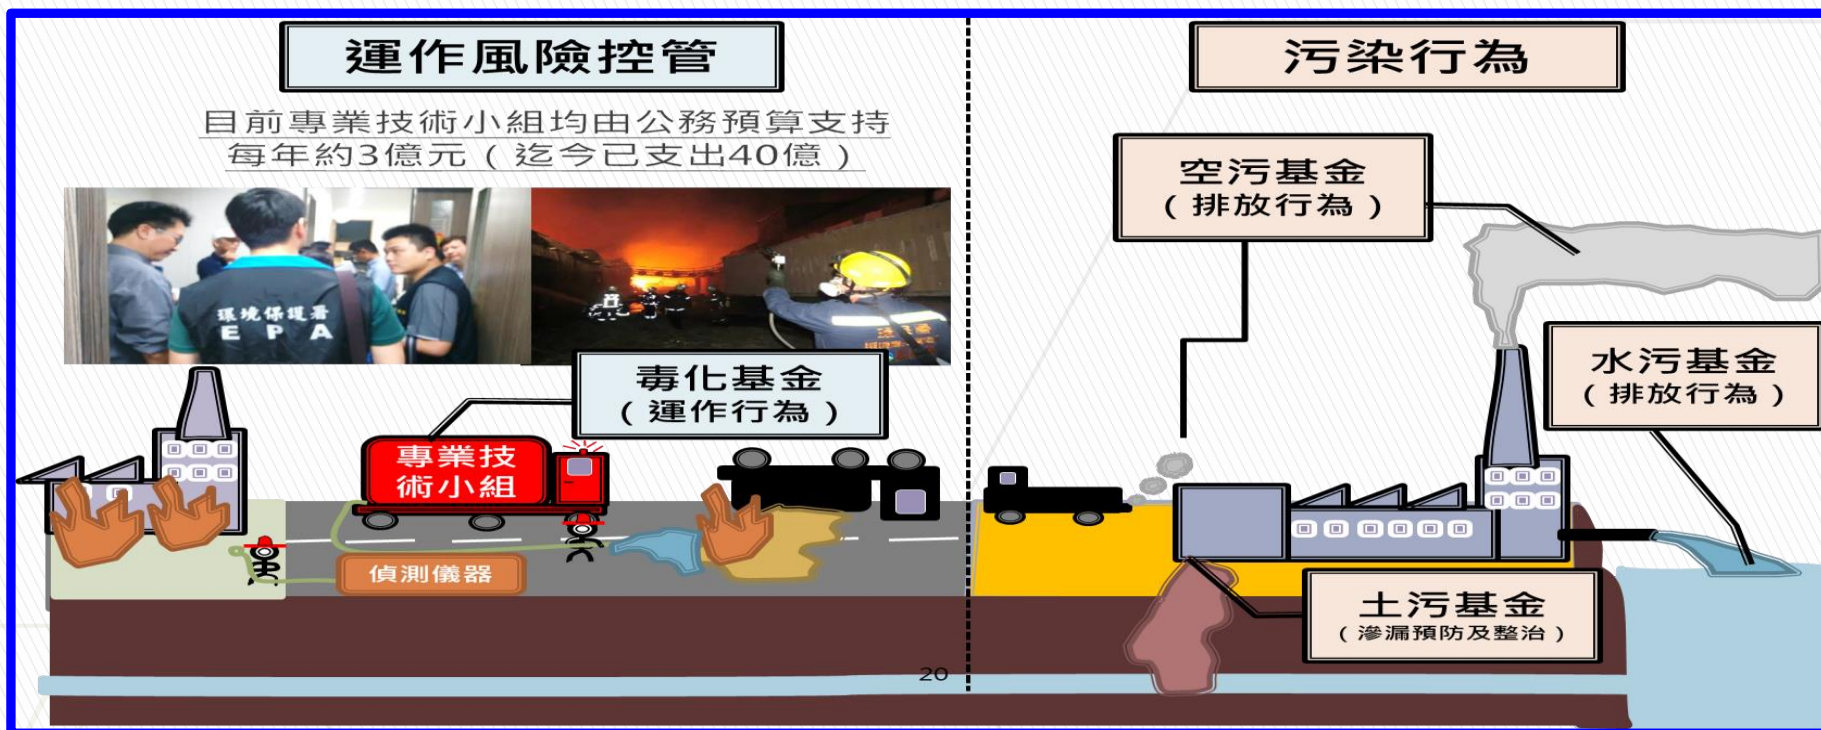 運作風險控管
目前專業技術小組均由公務預算支持
每年約3億元（迄今已支出40億）
環境保護署
EPA
毒化基金
（運作行為）
專業技
術小組
偵測儀器
20
污染行為
空污基金
（排放行為）
水污基金
（排放行為）
土污基金
（滲漏預防及整治）